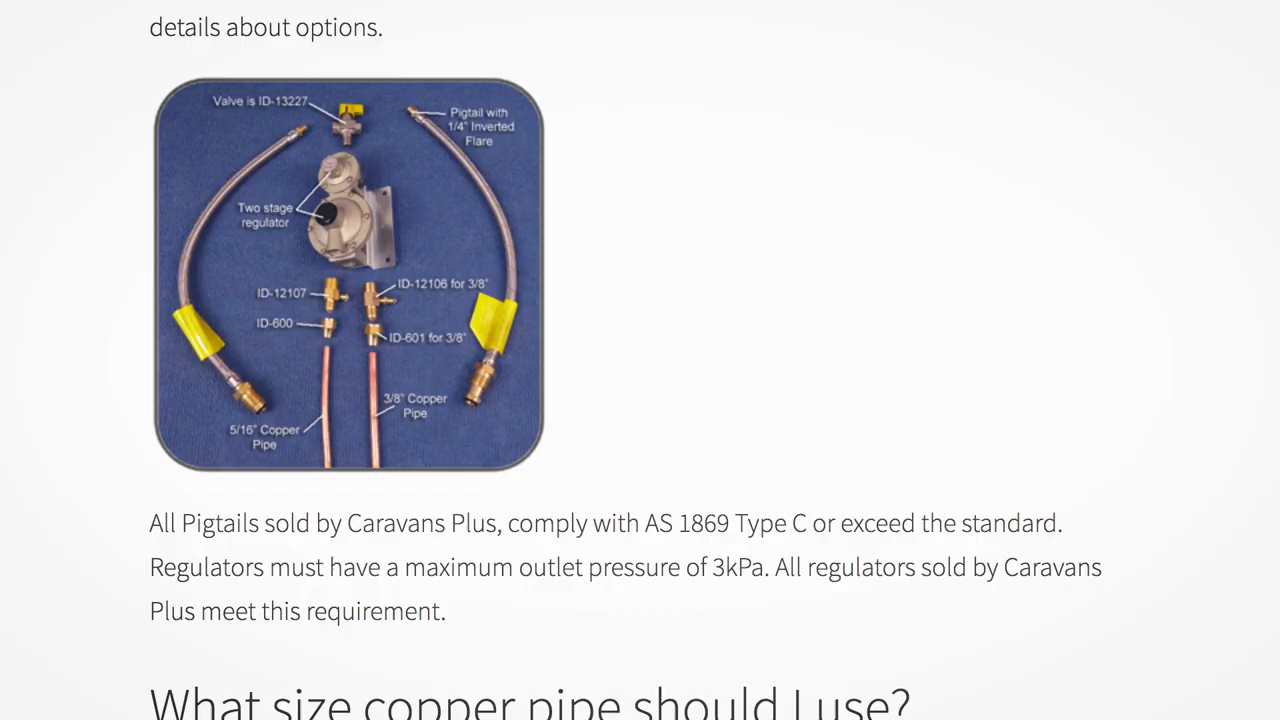 details about options.
Valve is ID-13227
Pigtail with
1/4" Inverted
Flare
Two stage
regulator
ID-12107
ID-12106 for 3/8"
ID-600
ID-601 for 3/8"
3/8" Copper
Pipe
5/16" Copper
Pipe
All Pigtails sold by Caravans Plus, comply with AS 1869 Type C or exceed the standard.
Regulators must have a maximum outlet pressure of 3kPa. All regulators sold by Caravans
Plus meet this requirement.
What size copper pipe should I use?